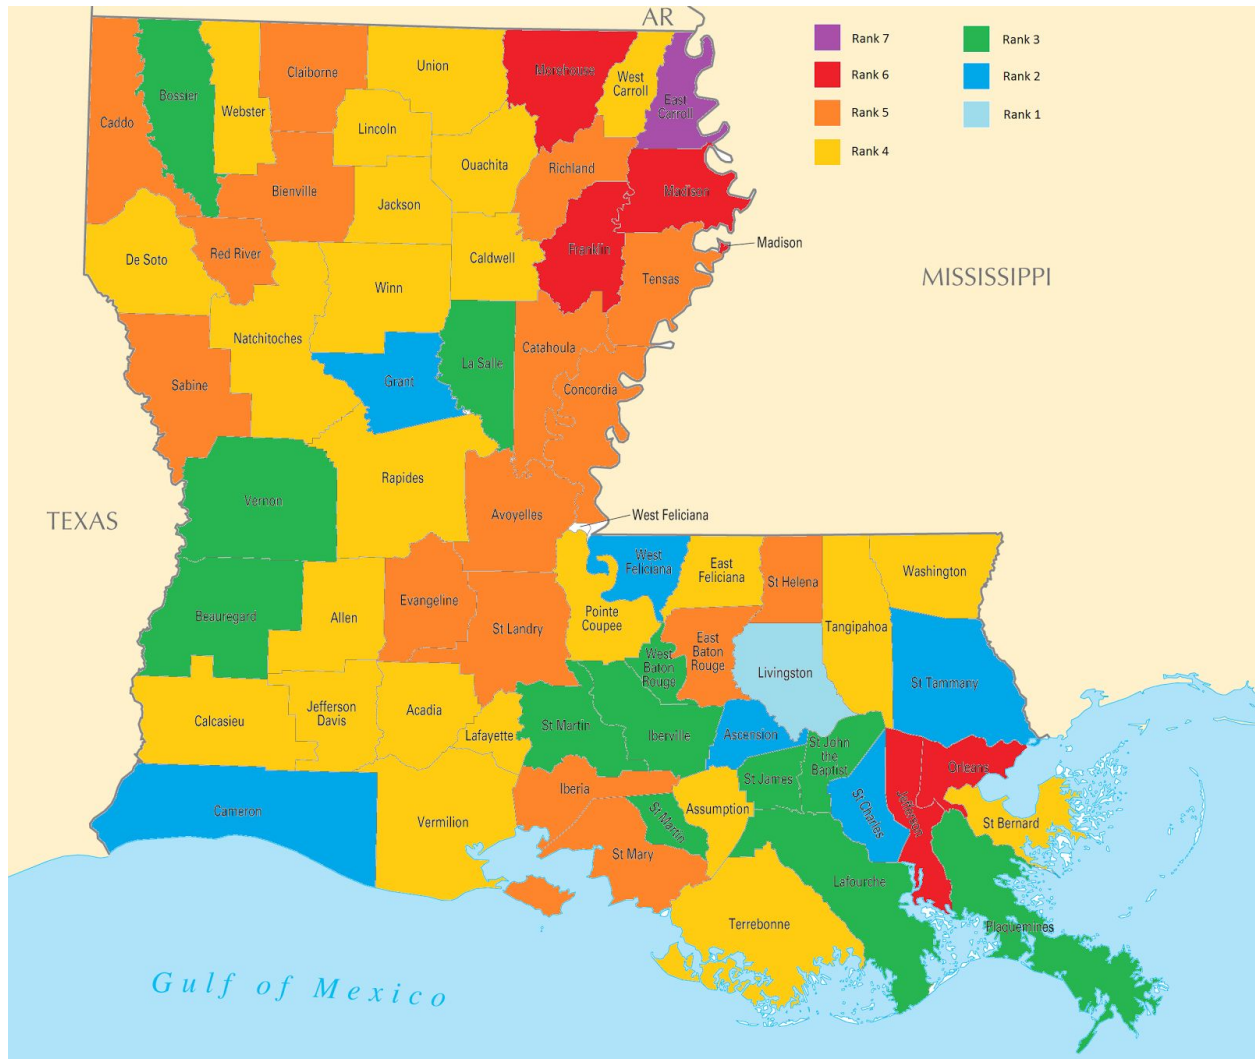 AR
Rank 7
Rank 3
Rank 6
Rank 2
Rank 5
Rank 1
Rank 4
Caddo
Bossier
Webster
Claiborne
Union
Lincoln
Morehouse
West
Carroll
East
Carroll
Ouachita
Richland
Madison
Bienville
Jackson
Franklin
Madison
De Soto
Red River
Winn
Caldwell
Tensas
MISSISSIPPI
Natchitoches
Grant
La Salle
Catahoula
Concordia
Sabine
Vernon
Rapides
Avoyelles
West Feliciana
TEXAS
West
Feliciana
East
Feliciana
St Helena
Washington
Beauregard
Allen
Evangeline
St Landry
Pointe
Coupee
East
Baton
Rouge
Tangipahoa
West
Baton
Rouge
Livingston
St Tammany
Calcasieu
Jefferson
Davis
Acadia
Lafayette
St Martin
Iberville
Ascension
St John
the
Baptist
St James
Orleans
Cameron
Vermilion
Iberia
St Martin
Assumption
St Charles
Jefferson
St Bernard
St Mary
Lafourche
Terrebonne
Plaquemines
Gulf of Mexico